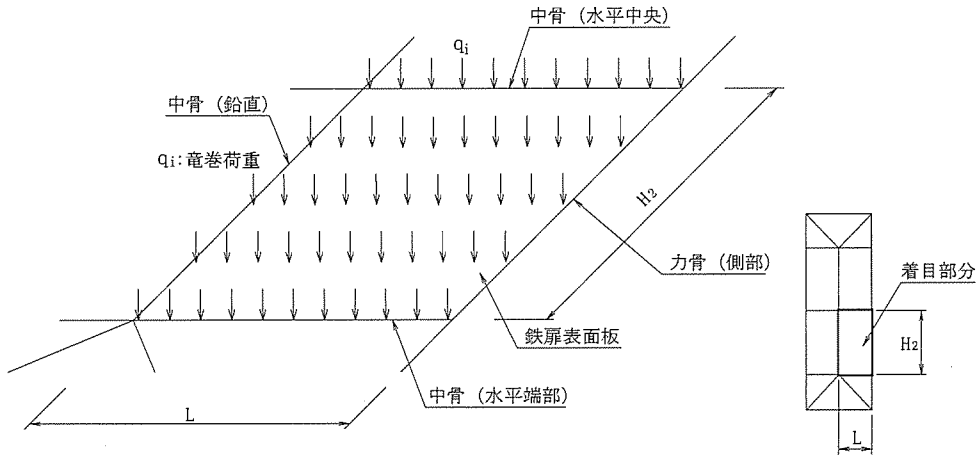 中骨（水平中央）
qi
中骨（鉛直）
qi:竜巻荷重
H2
力骨（側部）
着目部分
鉄扉表面板
H2
中骨（水平端部）
L
L